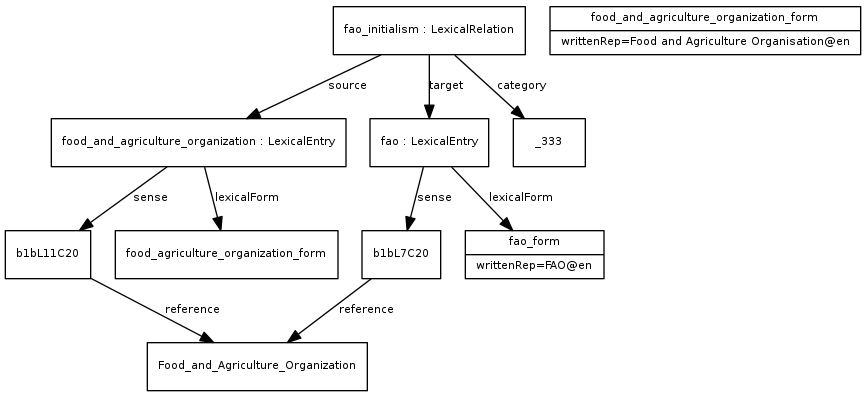 fao_initialism : LexicalRelation
food_and_agriculture_organization_form
writtenRep=Food and Agriculture Organisation@en
source
target
category
food_and_agriculture_organization : LexicalEntry
fao : LexicalEntry
_333
sense
lexicalForm
sense
lexicalForm
b1bL11C20
food_agriculture_organization_form
b1bL7C20
fao_form
writtenRep=FAO@en
reference
reference
Food_and_Agriculture_Organization